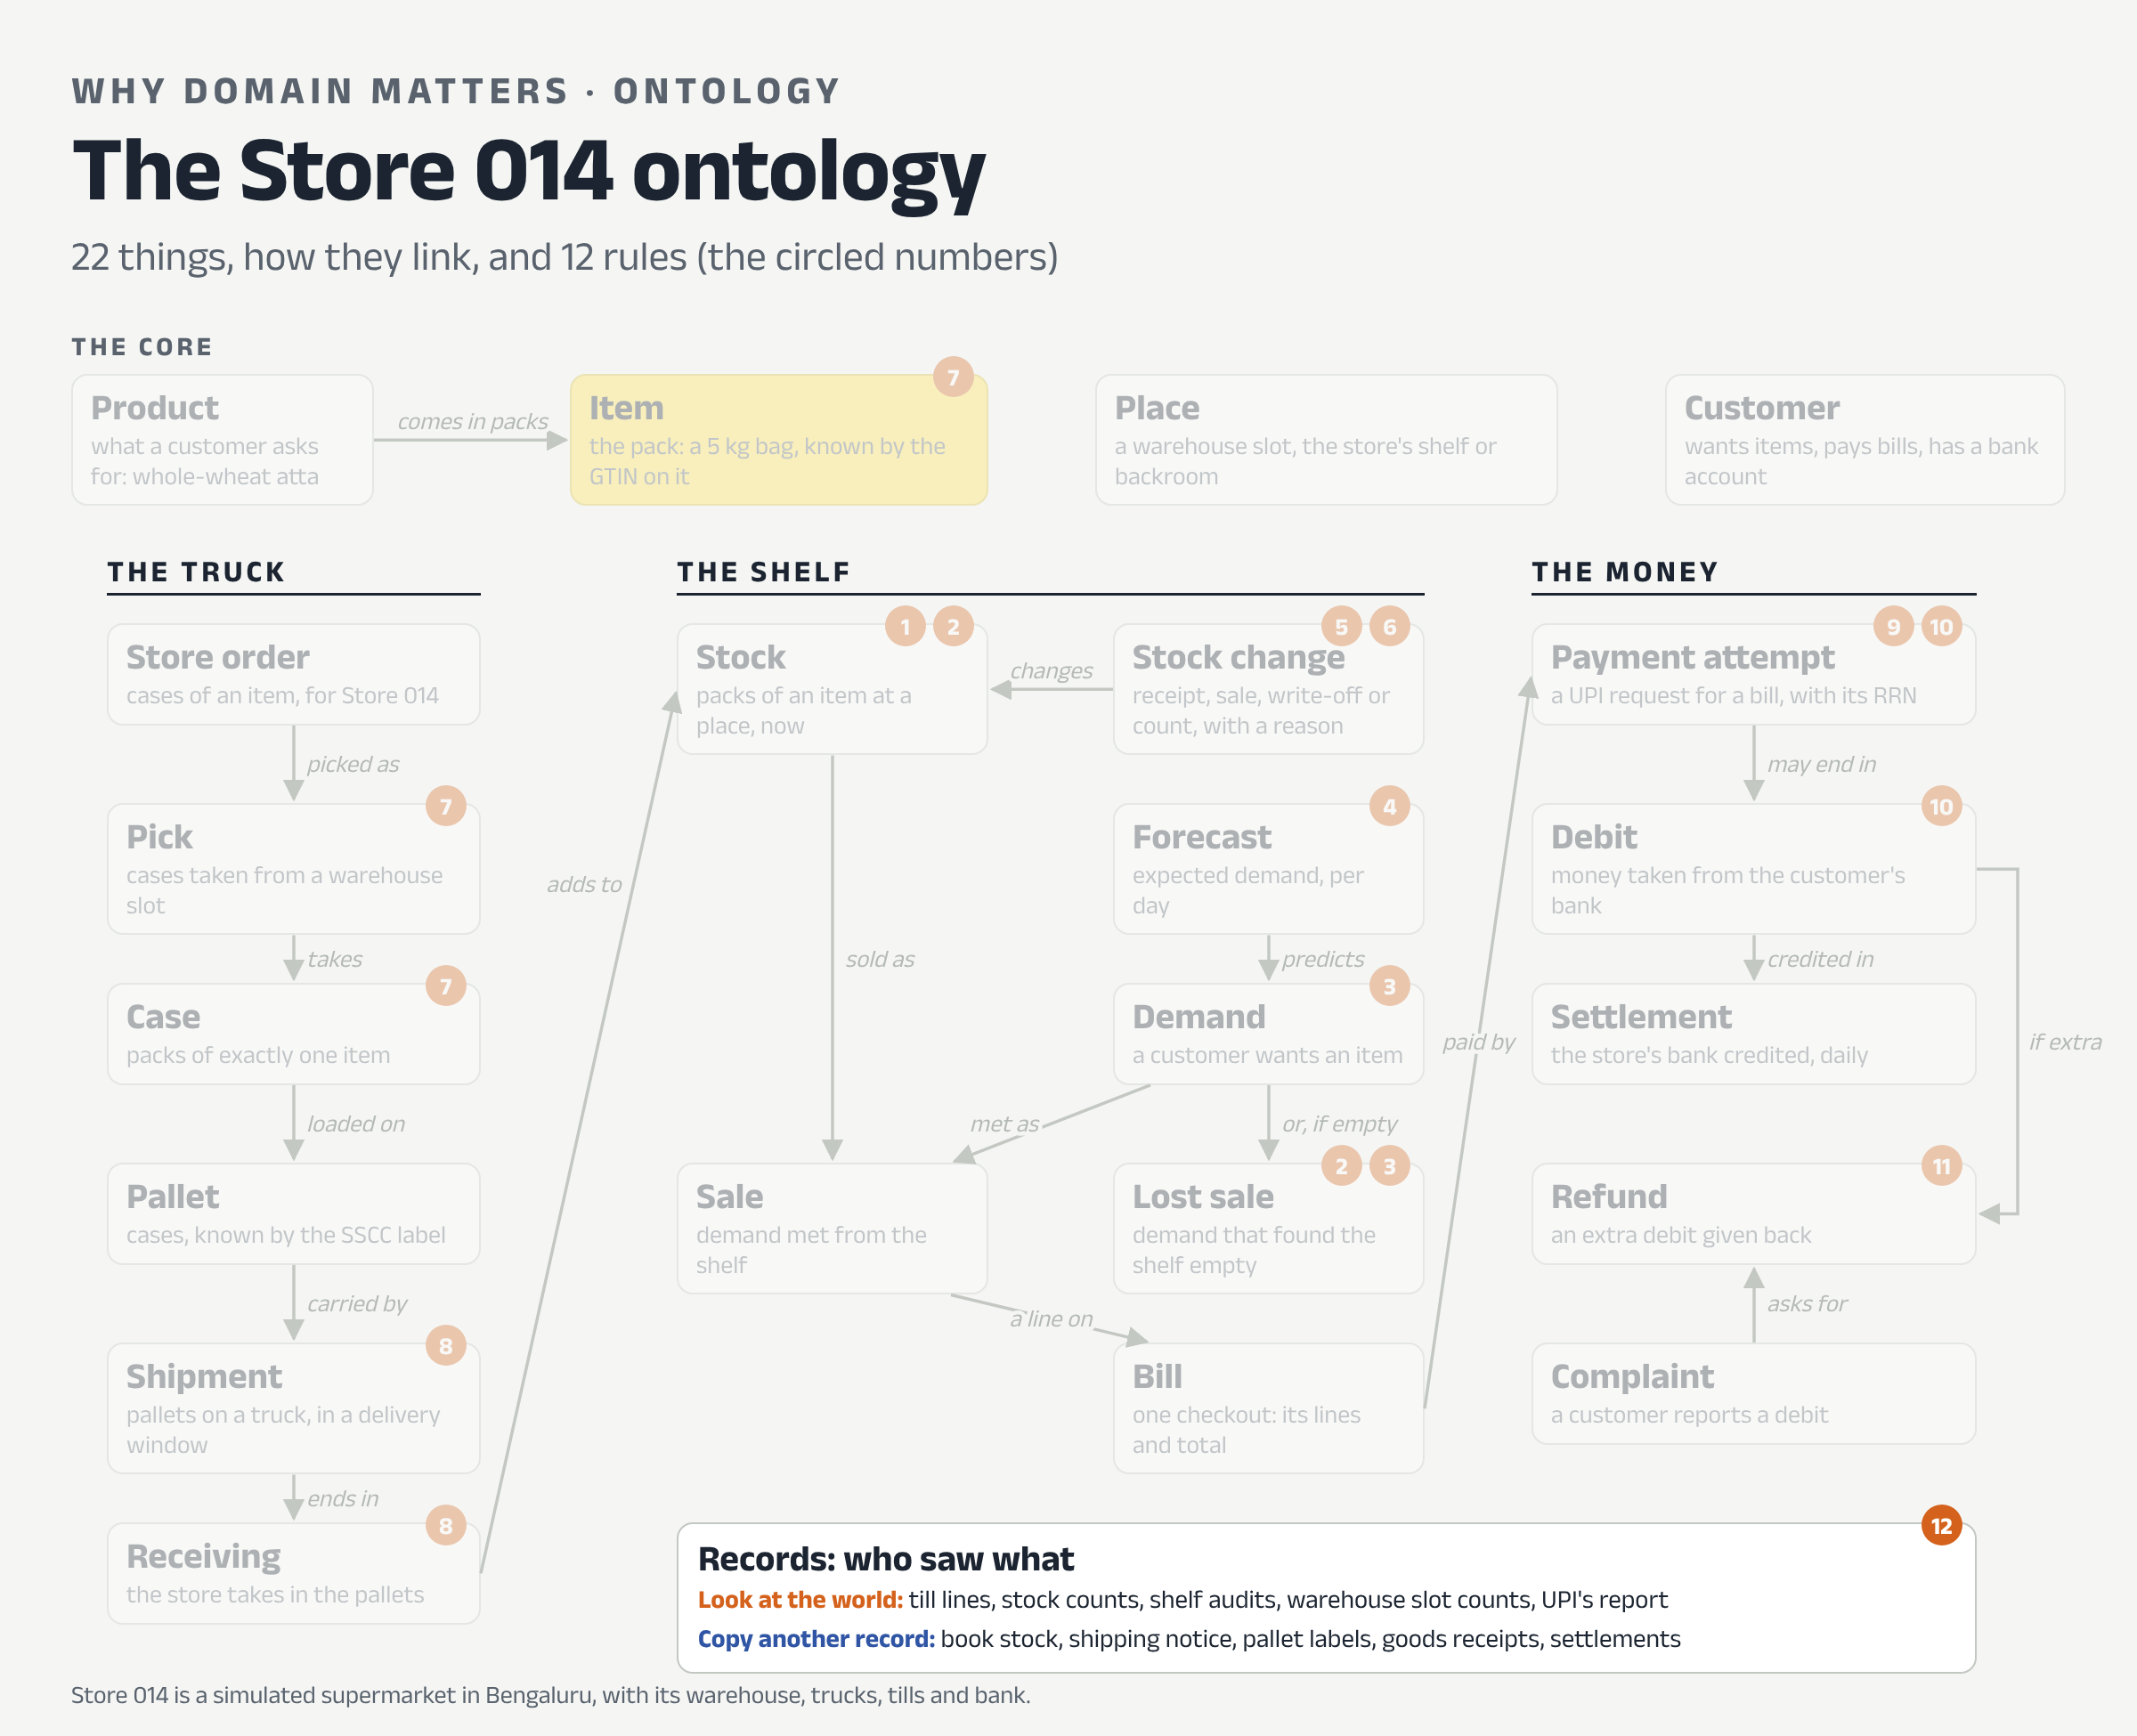 WHY DOMAIN MATTERS · ONTOLOGY
The Store 014 ontology
22 things, how they link, and 12 rules (the circled numbers)
THE CORE
Product
what a customer asks
for: whole-wheat atta
comes in packs
7
Item
the pack: a 5 kg bag, known by the
GTIN on it
Place
a warehouse slot, the store's shelf or
backroom
Customer
wants items, pays bills, has a bank
account
THE TRUCK
Store order
cases of an item, for Store 014
picked as
7
Pick
cases taken from a warehouse
slot
takes
7
Case
packs of exactly one item
loaded on
Pallet
cases, known by the SSCC label
carried by
8
Shipment
pallets on a truck, in a delivery
window
ends in
8
Receiving
the store takes in the pallets
adds to
THE SHELF
1 2
Stock
packs of an item at a
place, now
changes
5 6
Stock change
receipt, sale, write-off or
count, with a reason
4
Forecast
expected demand, per
day
sold as
predicts
3
Demand
a customer wants an item
met as
or, if empty
Sale
demand met from the
shelf
2 3
Lost sale
demand that found the
shelf empty
a line on
Bill
one checkout: its lines
and total
paid by
THE MONEY
9 10
Payment attempt
a UPI request for a bill, with its RRN
may end in
10
Debit
money taken from the customer's
bank
credited in
Settlement
the store's bank credited, daily
if extra
11
Refund
an extra debit given back
asks for
Complaint
a customer reports a debit
12
Records: who saw what
Look at the world: till lines, stock counts, shelf audits, warehouse slot counts, UPI's report
Copy another record: book stock, shipping notice, pallet labels, goods receipts, settlements
Store 014 is a simulated supermarket in Bengaluru, with its warehouse, trucks, tills and bank.